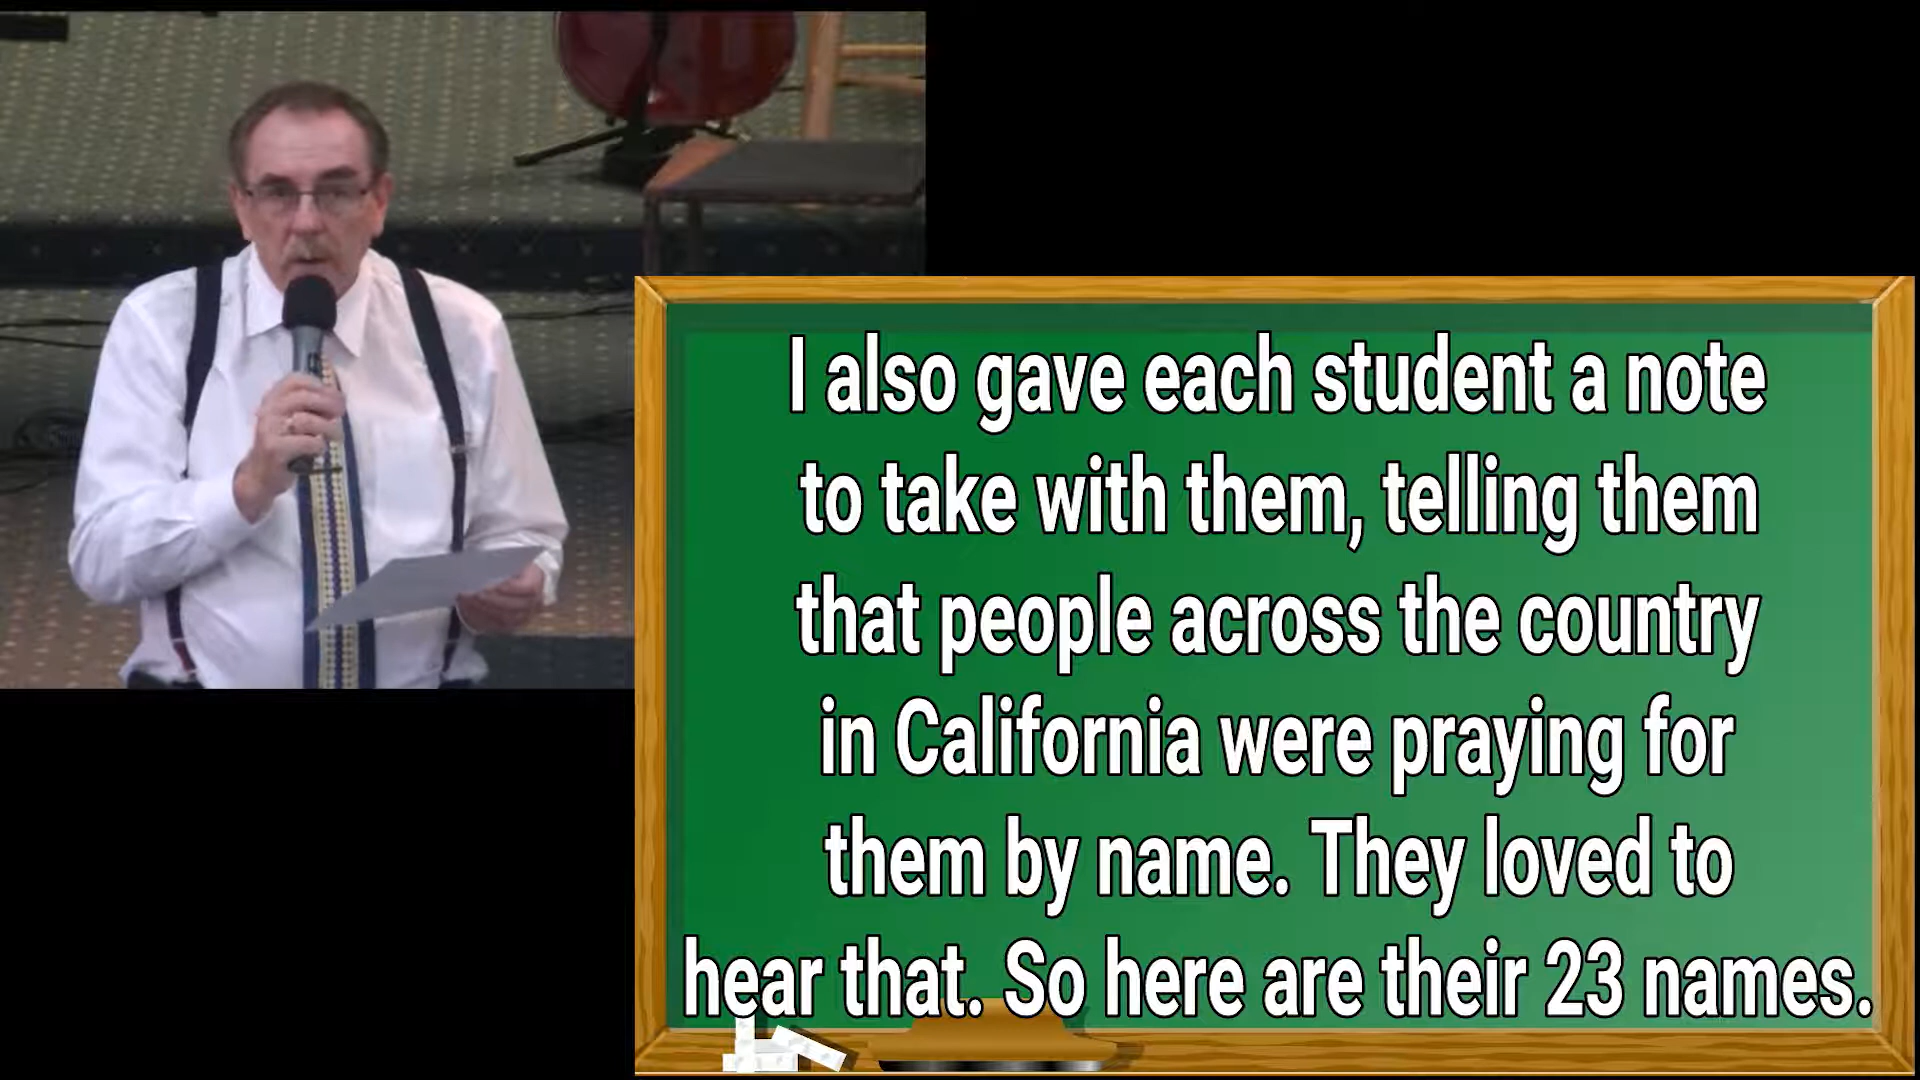 I also gave each student a note
to take with them, telling them
that people across the country
in California were praying for
them by name. They loved to
hear that. So here are their 23 names.